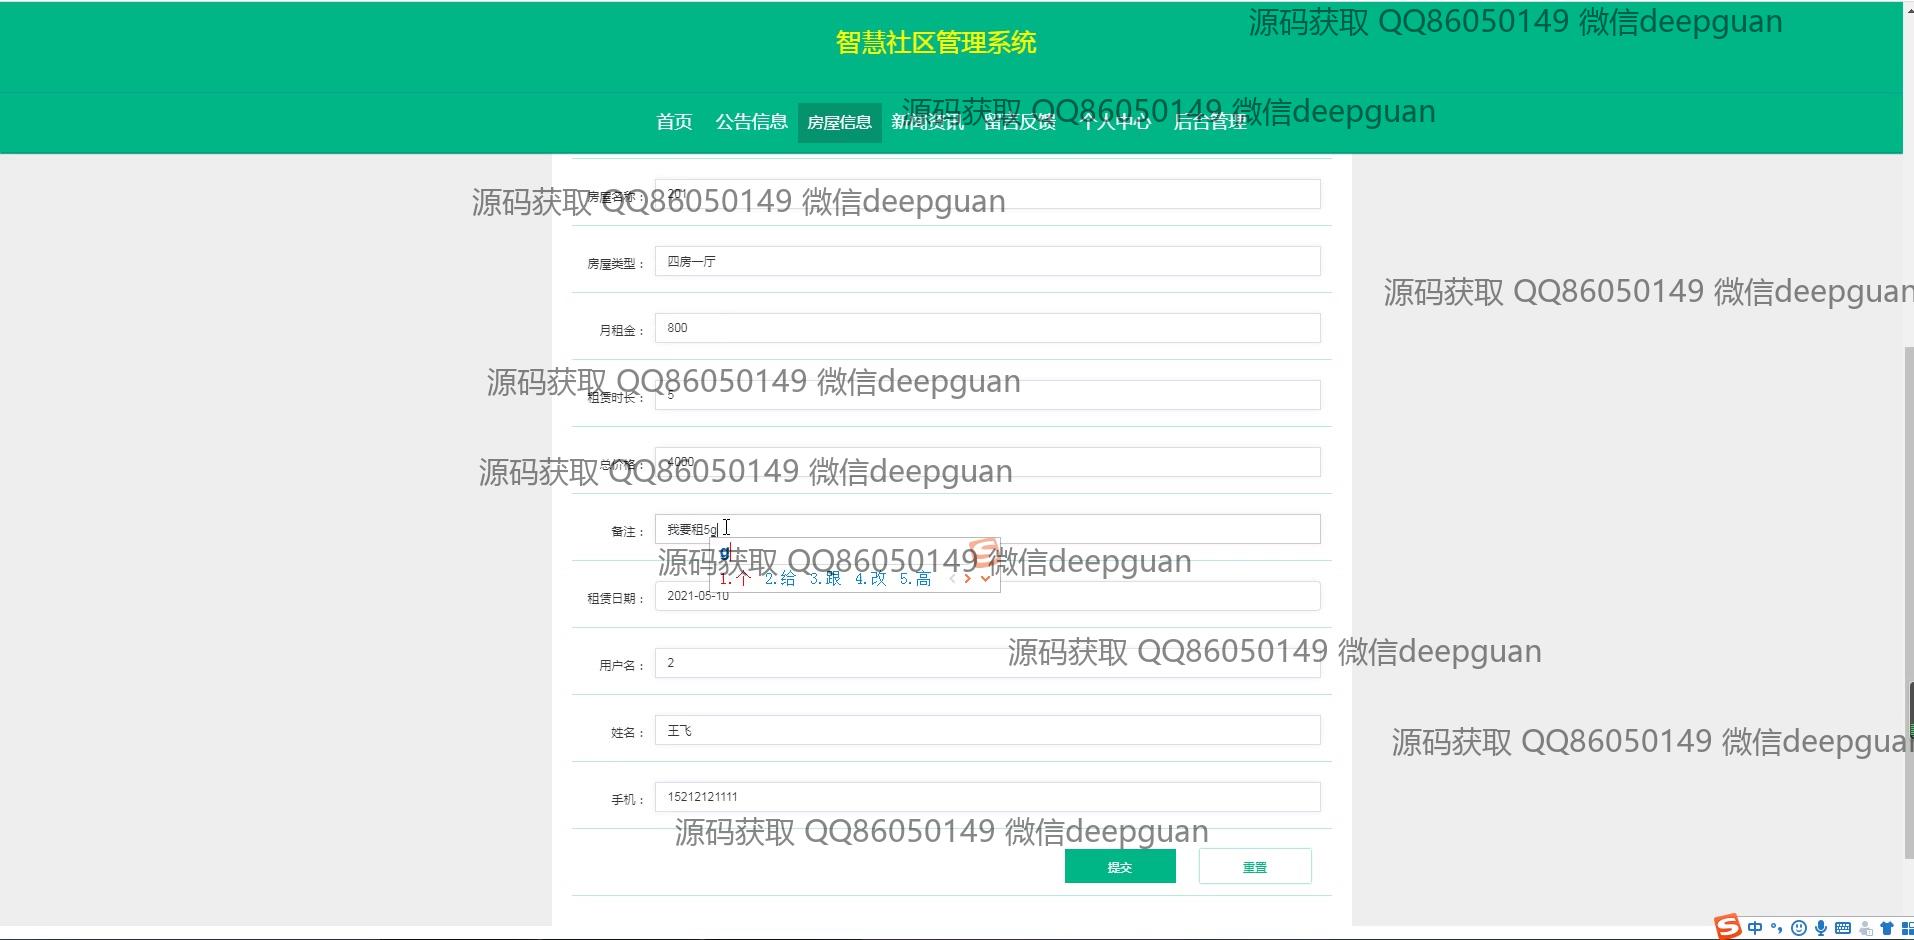 源码获取 QQ86050149 微信deepguan
智慧社区管理系统
源码获取 QQ86050149 微信deepguan
首页 公告信息 房屋信息 新闻资讯 留言反馈 个人中心 后台管理
房屋名称： 201
源码获取 QQ86050149 微信deepguan
房屋类型： 四房一厅
源码获取 QQ86050149 微信deepguan
月租金： 800
源码获取 QQ86050149 微信deepguan
租赁时长： 5
总价格： 4000
源码获取 QQ86050149 微信deepguan
备注： 我要租5g
g
源码获取 QQ86050149 微信deepguan
1.个 2.给 3.跟 4.改 5.高
租赁日期： 2021-05-10
源码获取 QQ86050149 微信deepguan
用户名： 2
姓名： 王飞
源码获取 QQ86050149 微信deepguan
手机： 15212121111
源码获取 QQ86050149 微信deepguan
提交 重置
中